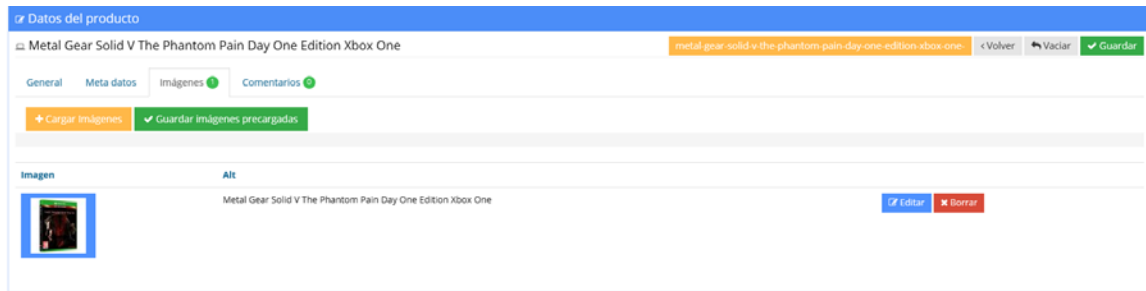 Datos del producto
Metal Gear Solid V The Phantom Pain Day One Edition Xbox One
metal-gear-solid-v-the-phantom-pain-day-one-edition-xbox-one-
Volver
Vaciar
Guardar
General
Meta datos
Imágenes 1
Comentarios 0
Cargar Imágenes
Guardar imágenes precargadas
Imagen
Alt
Metal Gear Solid V The Phantom Pain Day One Edition Xbox One
Editar
Borrar